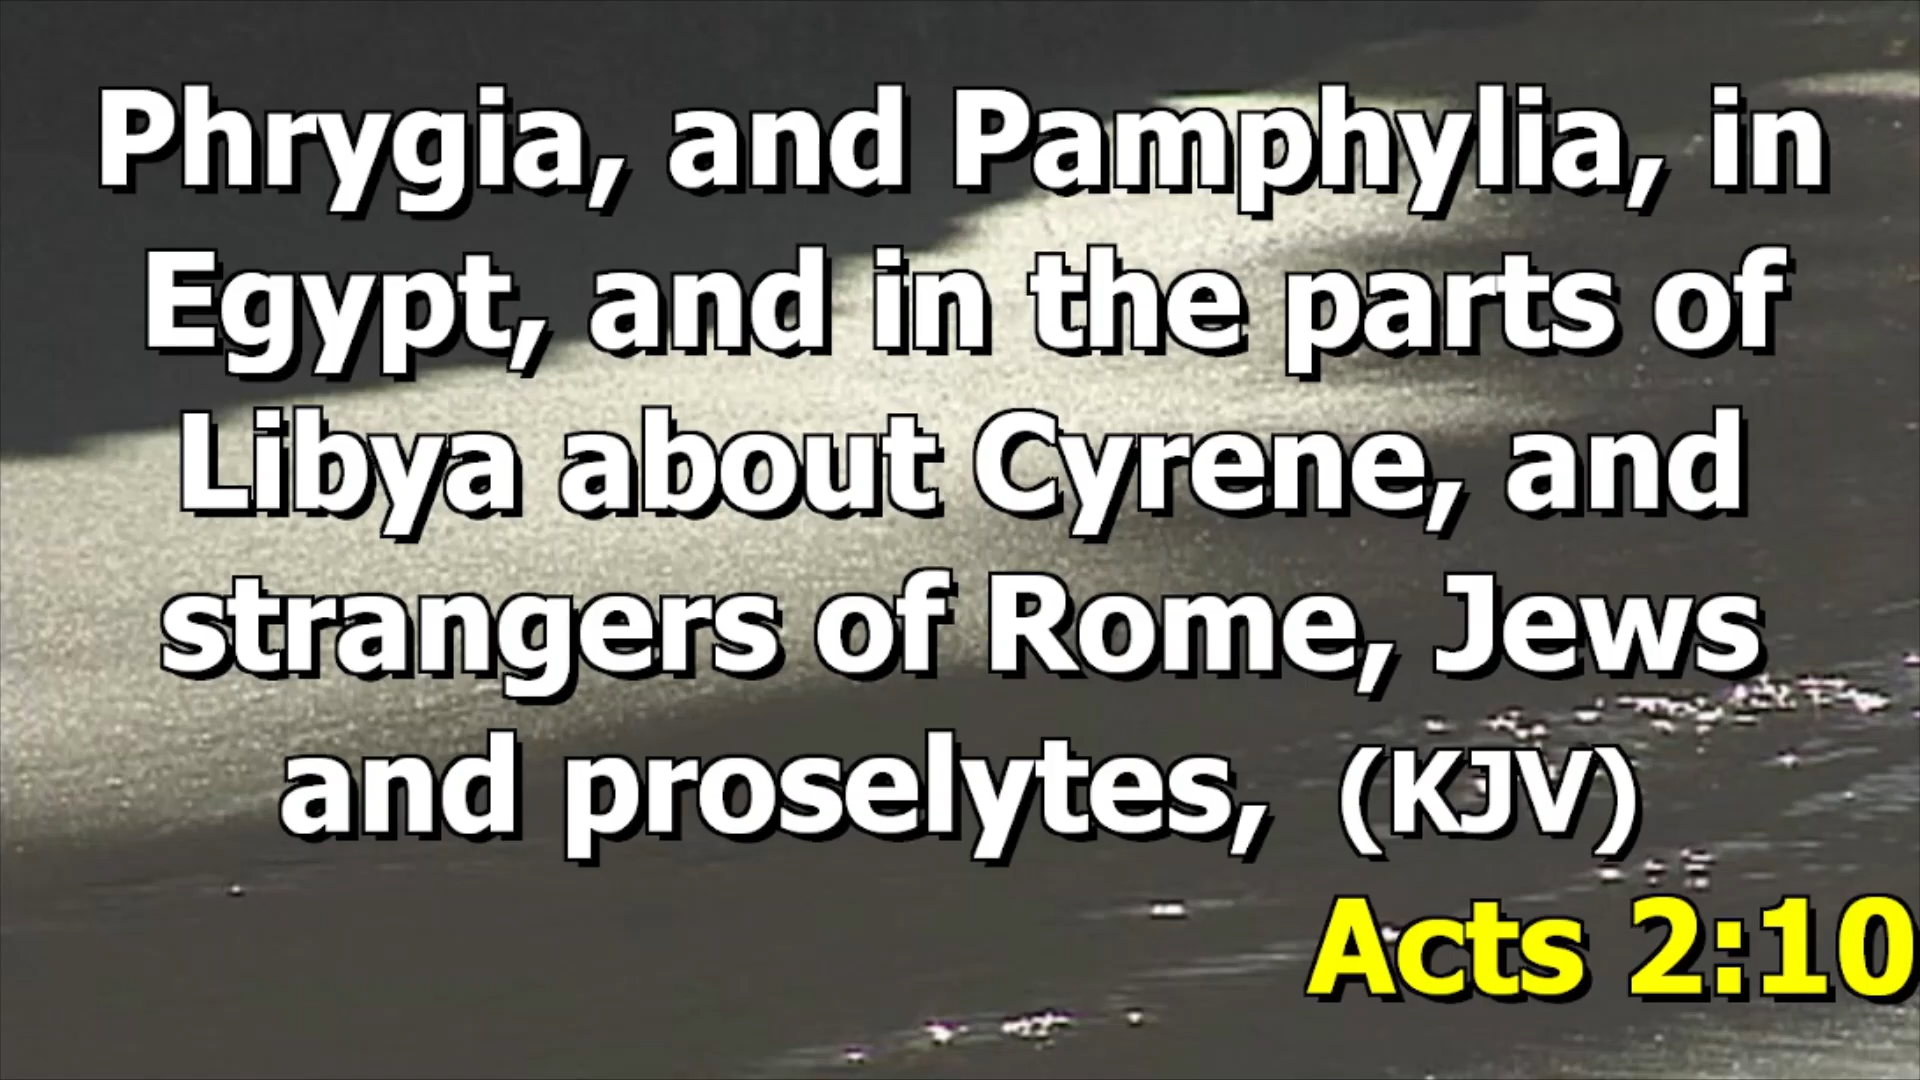 Phrygia, and Pamphylia, in
Egypt, and in the parts of
Libya about Cyrene, and
strangers of Rome, Jews
and proselytes, (KJV)
Acts 2:10